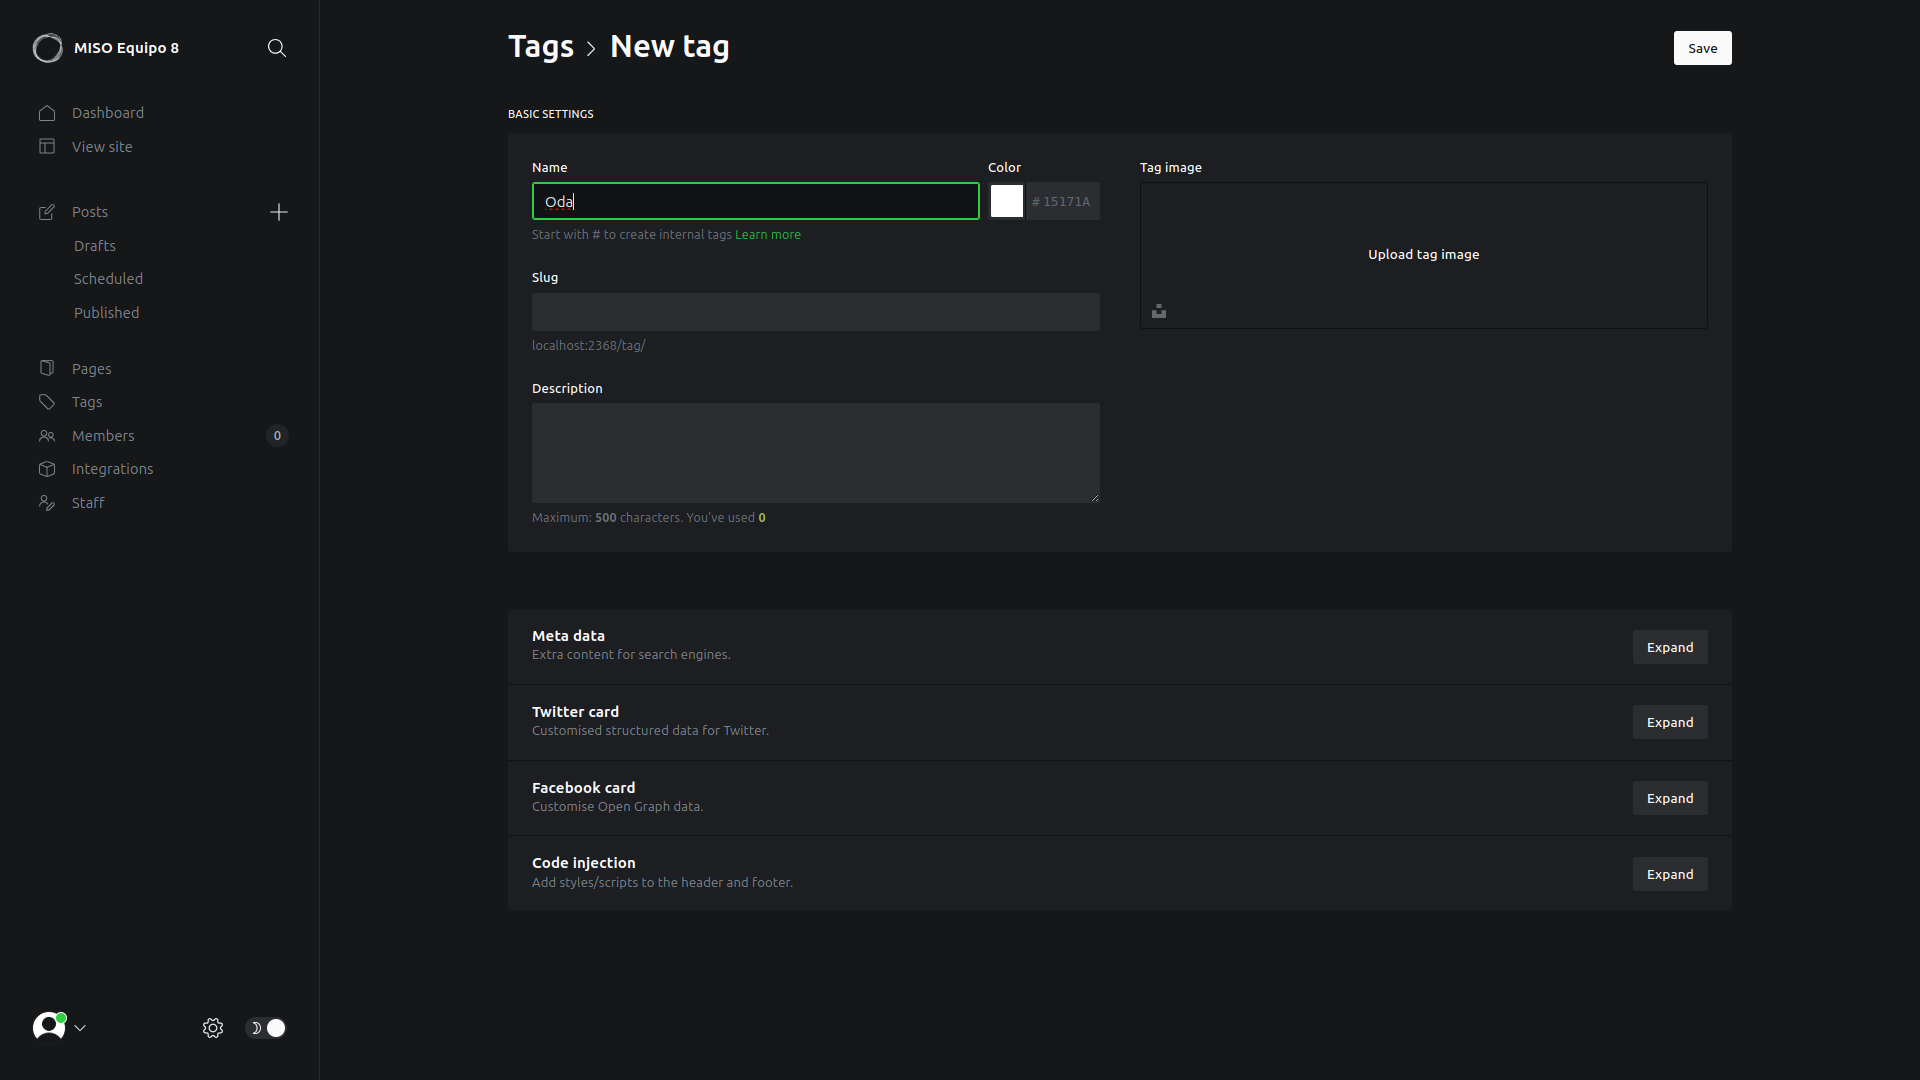 MISO Equipo 8
Dashboard
View site
Posts
Drafts
Scheduled
Published
Pages
Tags
Members 0
Integrations
Staff
Tags > New tag
Save
BASIC SETTINGS
Name
Oda
Start with # to create internal tags Learn more
Color
# 15171A
Slug
localhost:2368/tag/
Description
Maximum: 500 characters. You've used 0
Tag image
Upload tag image
Meta data
Extra content for search engines.
Expand
Twitter card
Customised structured data for Twitter.
Expand
Facebook card
Customise Open Graph data.
Expand
Code injection
Add styles/scripts to the header and footer.
Expand